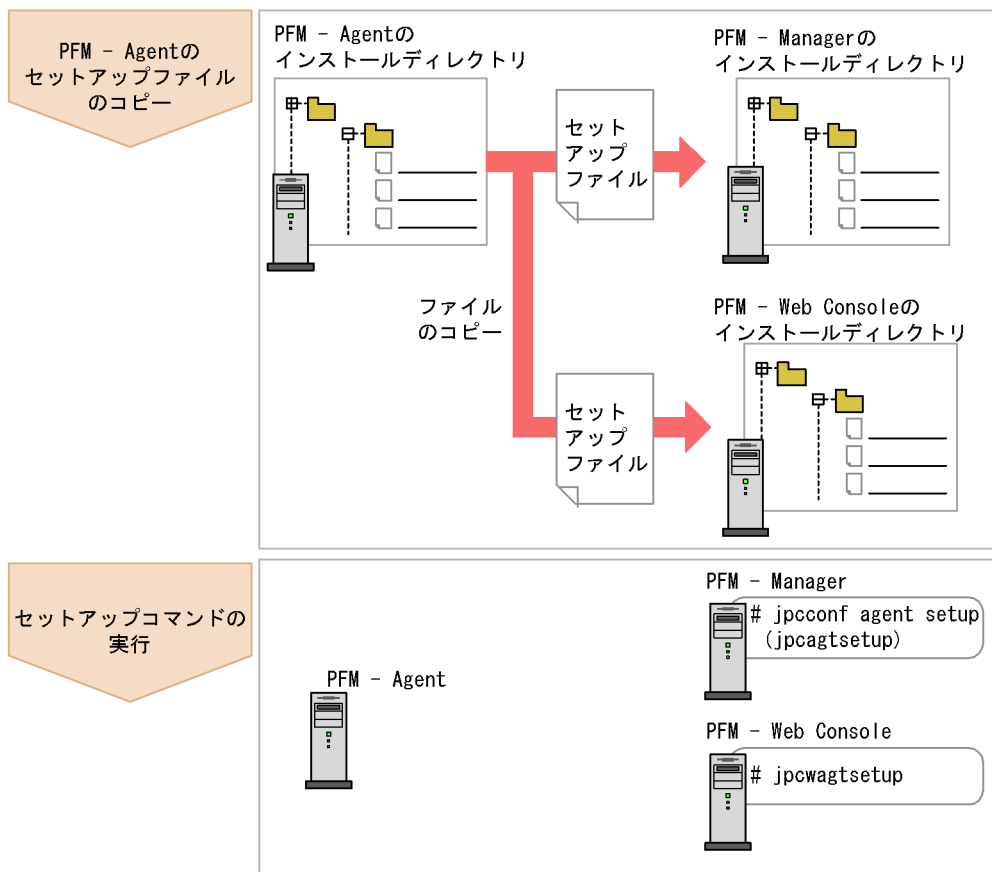 PFM - Agentの
セットアップファイル
のコピー
PFM - Agentの
インストールディレクトリ
セット
アップ
ファイル
PFM - Managerの
インストールディレクトリ
ファイル
のコピー
PFM - Web Consoleの
インストールディレクトリ
セット
アップ
ファイル
セットアップコマンドの
実行
PFM - Agent
PFM - Manager
# jpcconf agent setup
(jpcagtsetup)
PFM - Web Console
# jpcwagtsetup